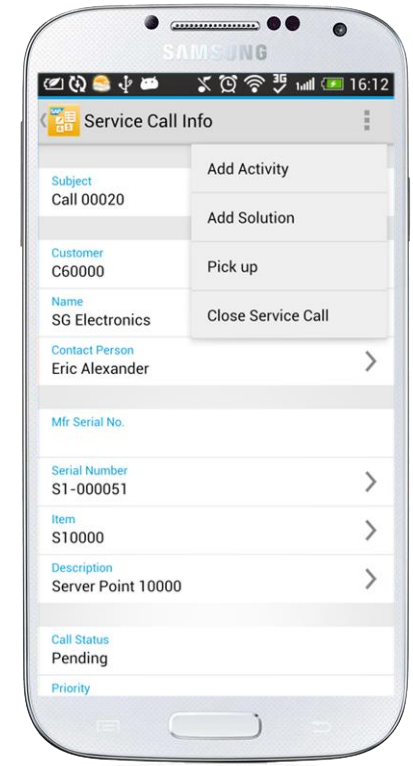 SAMSUNG
3G
16:12
SAP
Service Call Info
Add Activity
Add Solution
Pick up
Close Service Call
Subject
Call 00020
Customer
C60000
Name
SG Electronics
Contact Person
Eric Alexander
Mfr Serial No.
Serial Number
S1-000051
Item
S10000
Description
Server Point 10000
Call Status
Pending
Priority